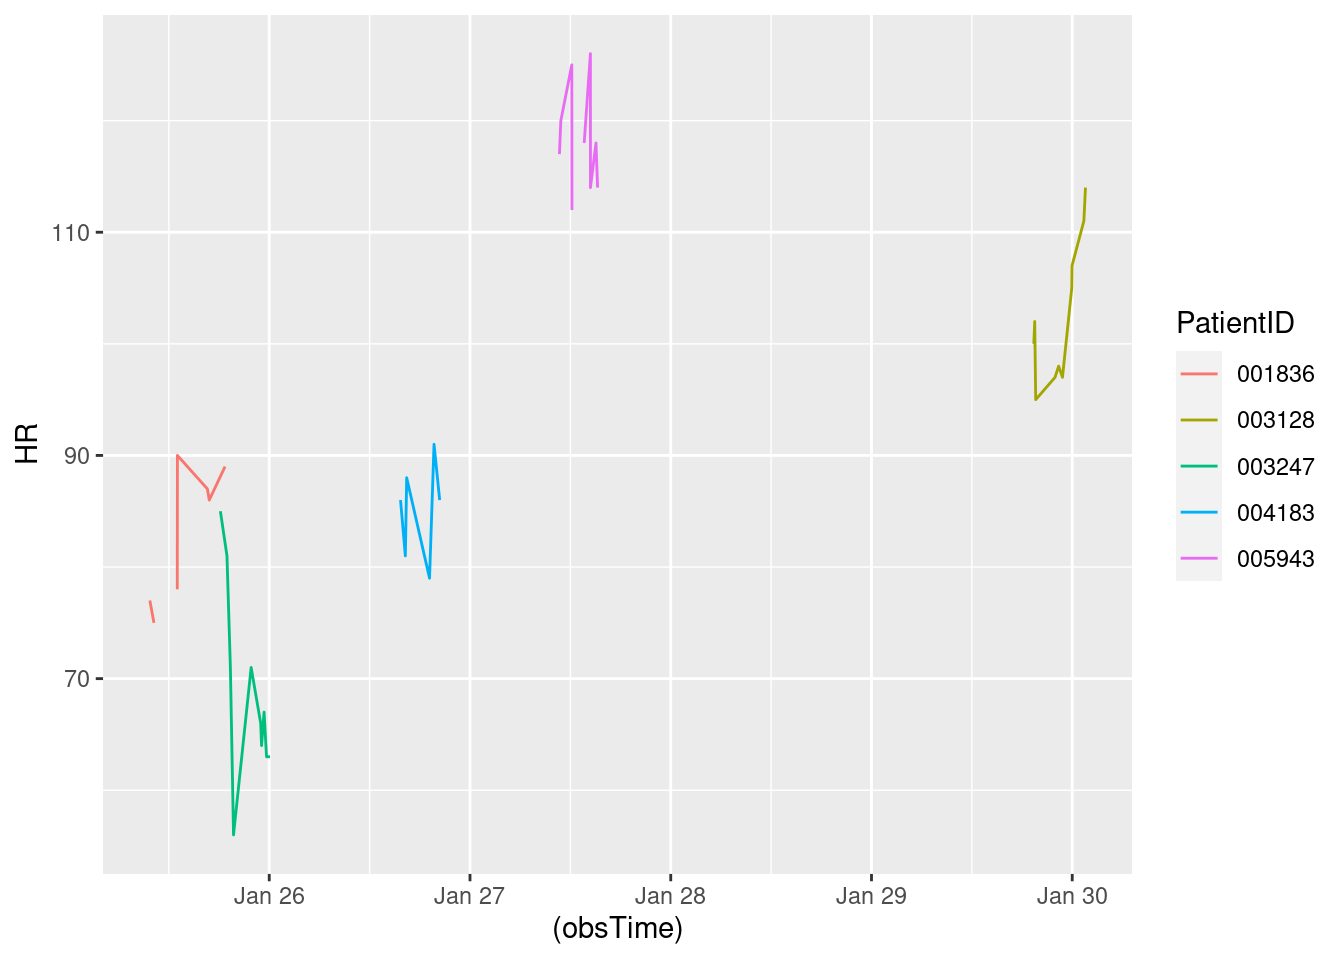 110
90
70
HR
Jan 26
Jan 27
Jan 28
Jan 29
Jan 30
(obsTime)
PatientID
001836
003128
003247
004183
005943